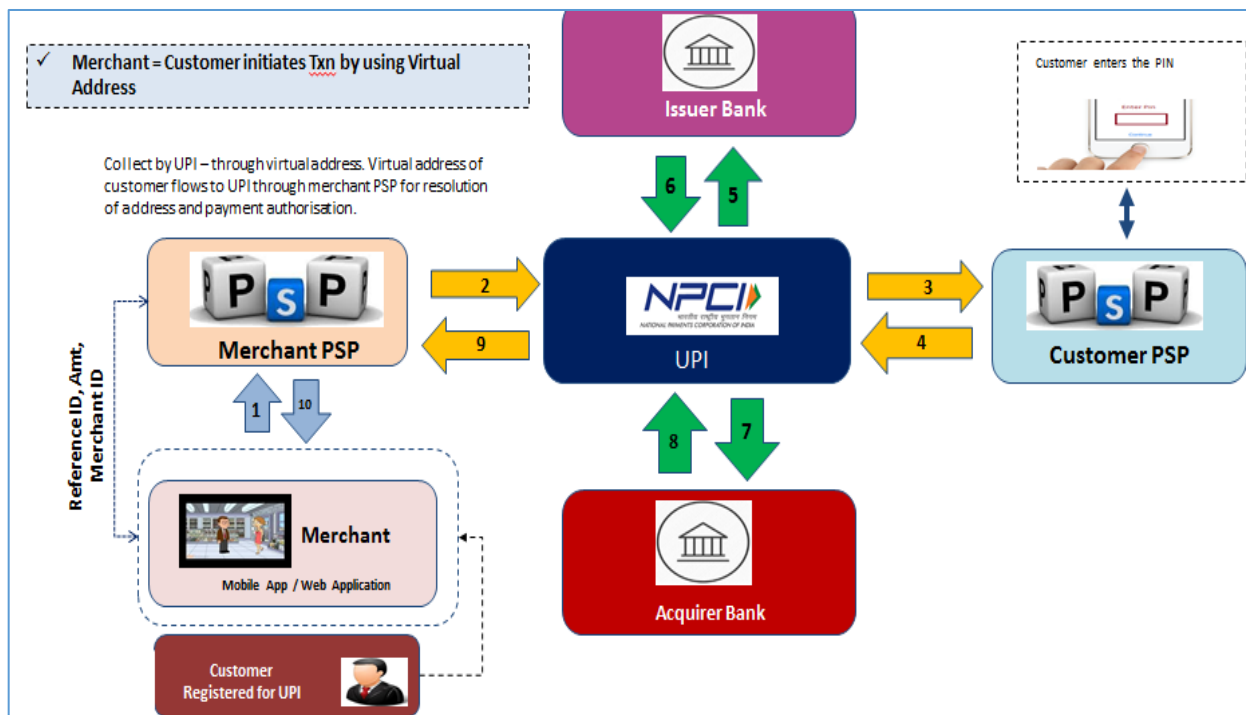 ✓ Merchant = Customer initiates Txn by using Virtual
Address
Issuer Bank
Customer enters the PIN
Enter Pin
Continue
Collect by UPI – through virtual address. Virtual address of
customer flows to UPI through merchant PSP for resolution
of address and payment authorisation.
6
5
P S P
Merchant PSP
2
9
NPCI
भारतीय राष्ट्रीय भुगतान निगम
NATIONAL PAYMENTS CORPORATION OF INDIA
UPI
3
4
P S P
Customer PSP
Reference ID, Amt,
Merchant ID
1
10
8
7
Merchant
Mobile App / Web Application
Acquirer Bank
Customer
Registered for UPI